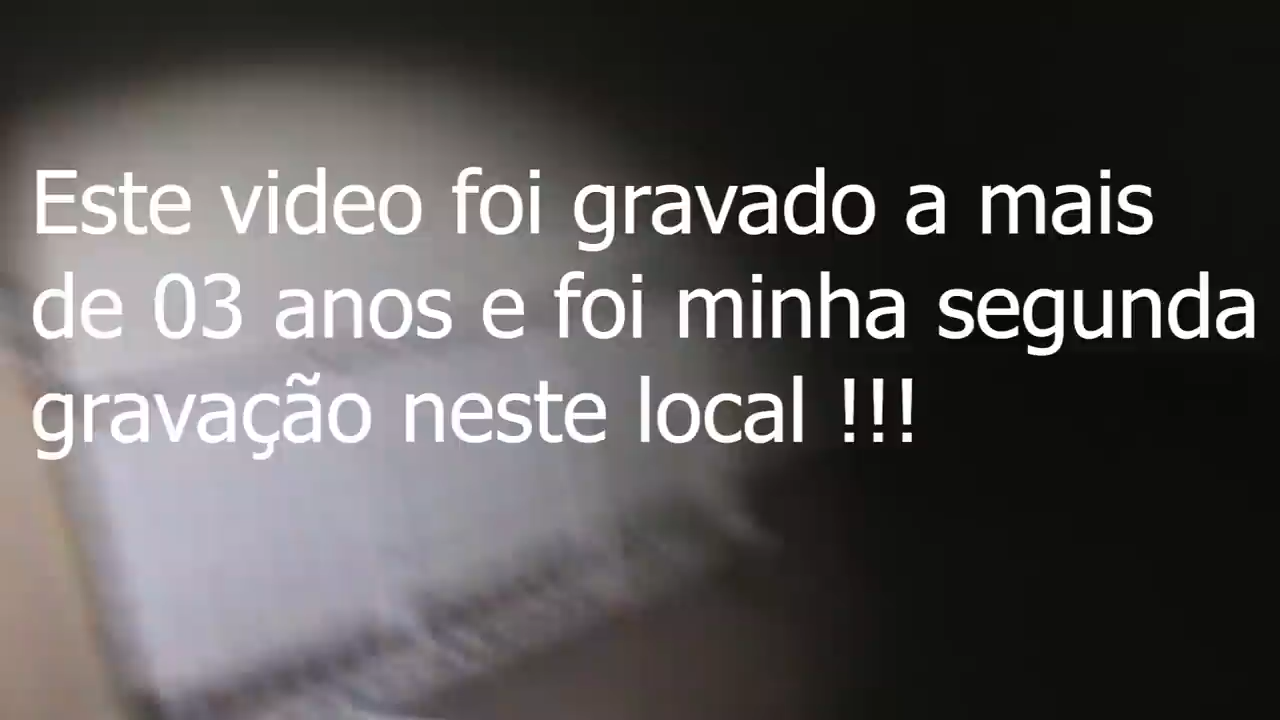 Este video foi gravado a mais
de 03 anos e foi minha segunda
gravação neste local !!!